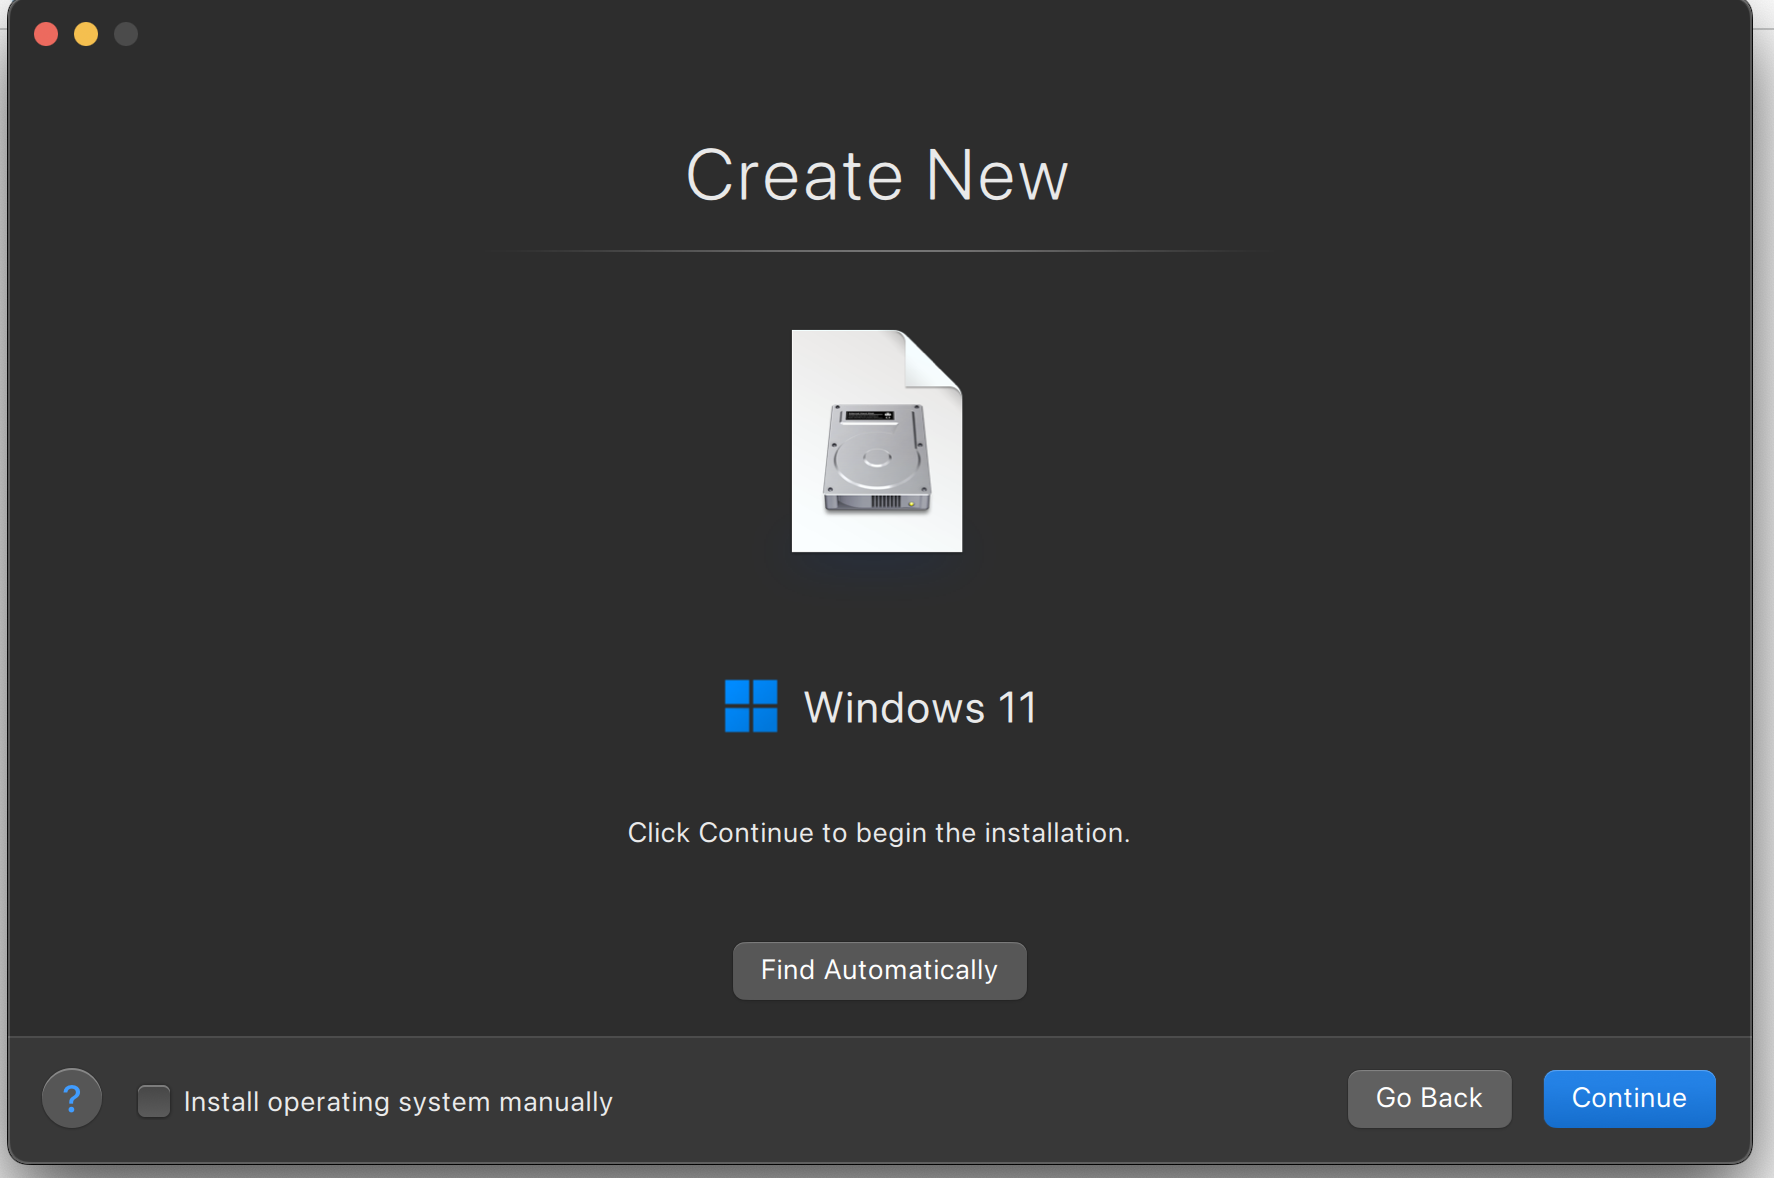 Create New
Windows 11
Click Continue to begin the installation.
Find Automatically
? Install operating system manually Go Back Continue